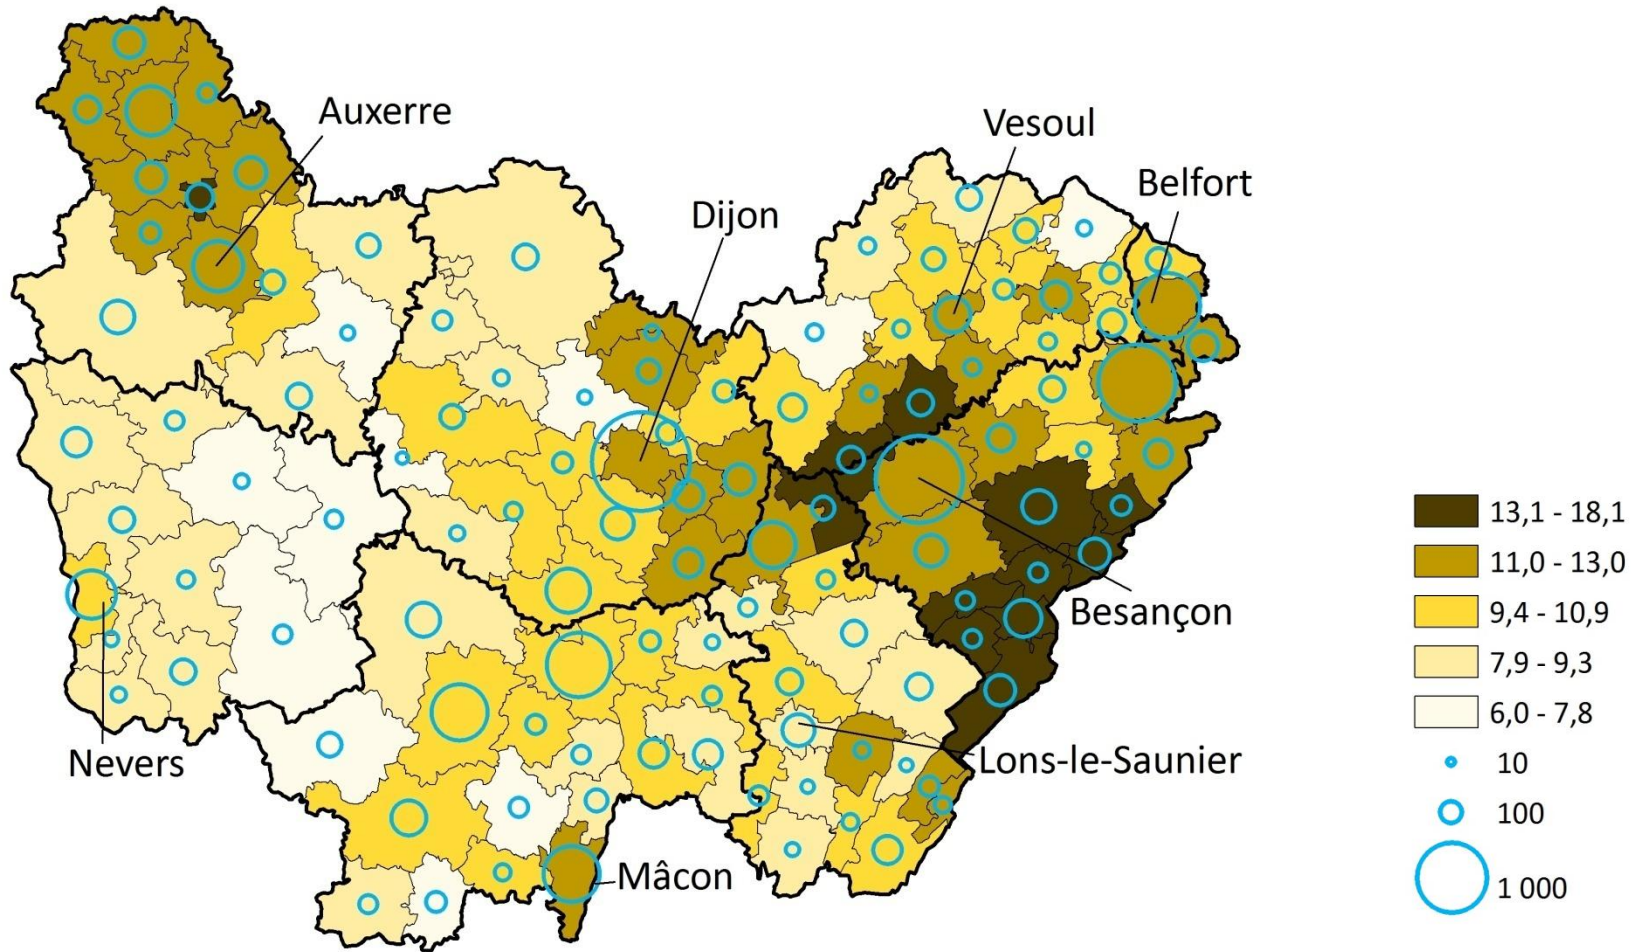 Auxerre
Vesoul
Belfort
Dijon
Besançon
Nevers
Lons-le-Saunier
Mâcon
13,1 - 18,1
11,0 - 13,0
9,4 - 10,9
7,9 - 9,3
6,0 - 7,8
10
100
1 000